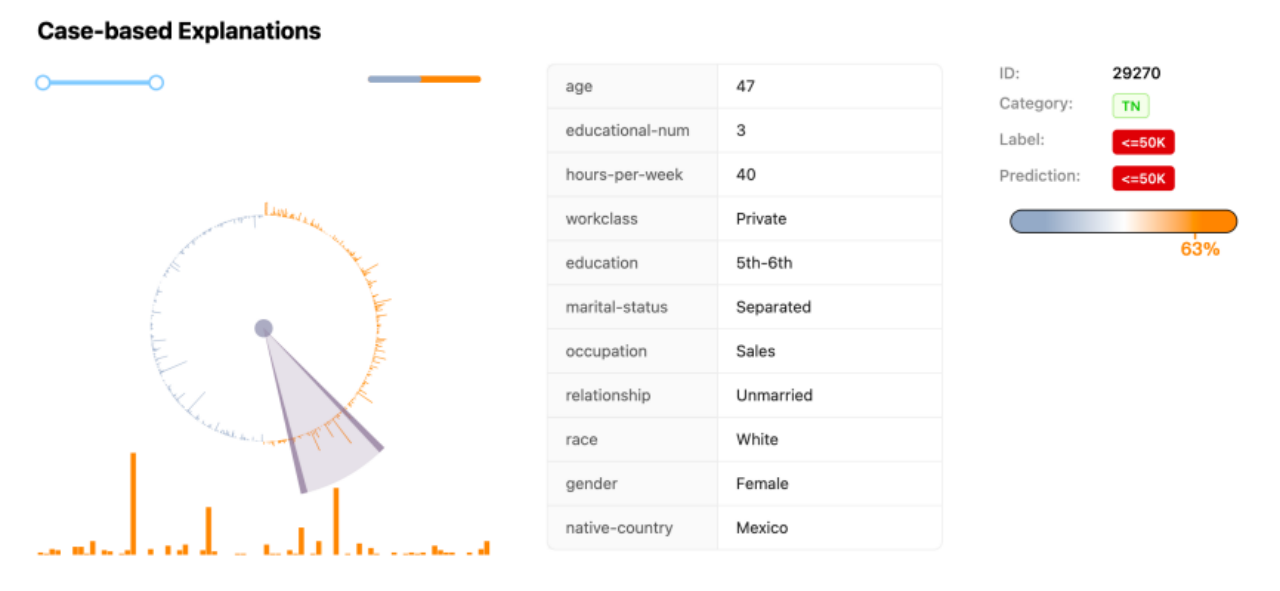 Case-based Explanations
age 47
educational-num 3
hours-per-week 40
workclass Private
education 5th-6th
marital-status Separated
occupation Sales
relationship Unmarried
race White
gender Female
native-country Mexico
ID: 29270
Category: TN
Label: <=50K
Prediction: <=50K
63%